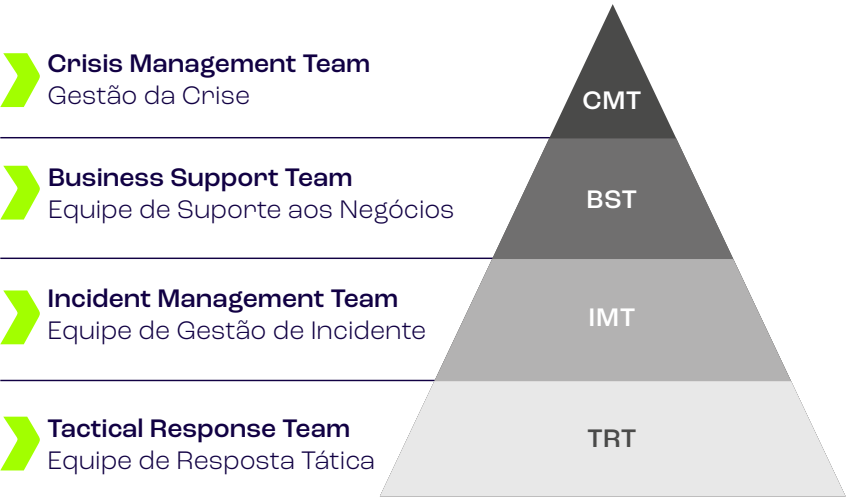 Crisis Management Team
Gestão da Crise
CMT
Business Support Team
Equipe de Suporte aos Negócios
BST
Incident Management Team
Equipe de Gestão de Incidente
IMT
Tactical Response Team
Equipe de Resposta Tática
TRT